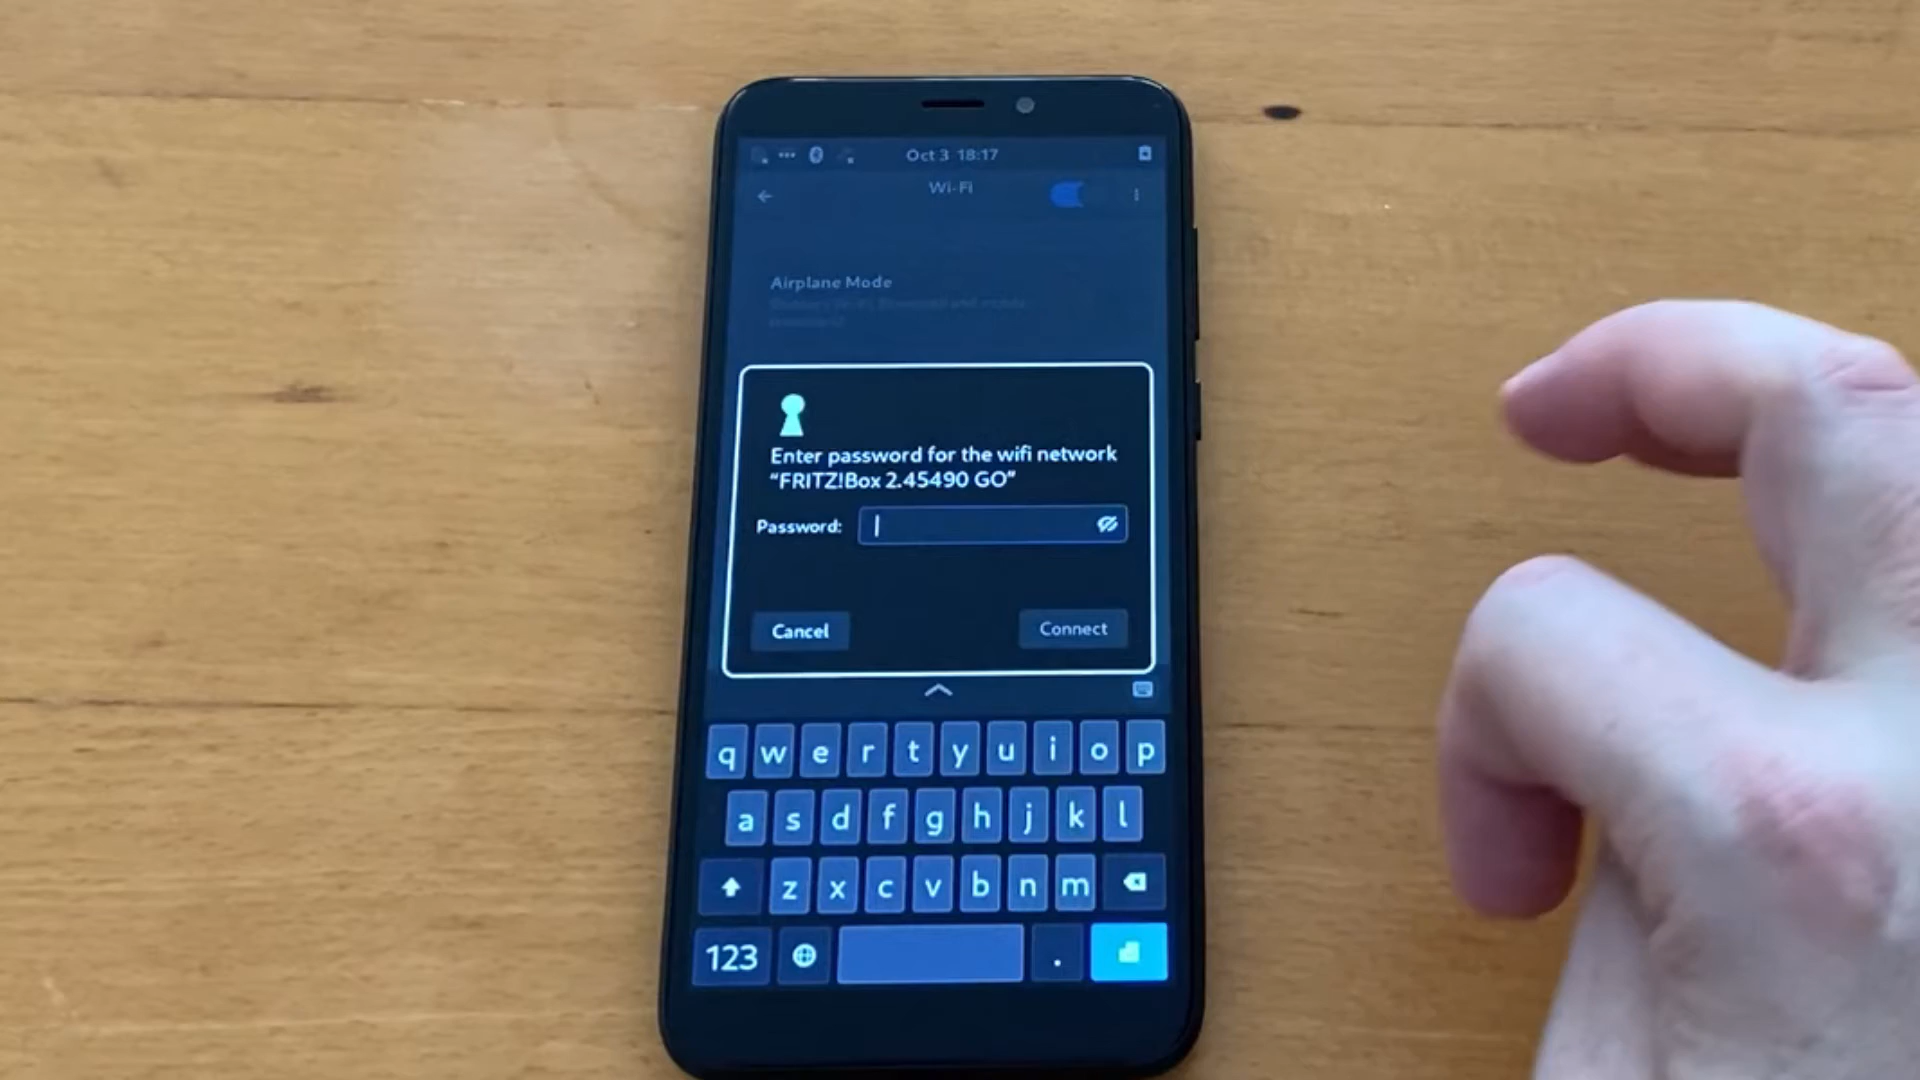 Oct 3 18:17
Wi-Fi
Airplane Mode
Enter password for the wifi network
“FRITZ!Box 2.45490 GO”
Password:
Cancel
Connect
q w e r t y u i o p
a s d f g h j k l
z x c v b n m
123 .